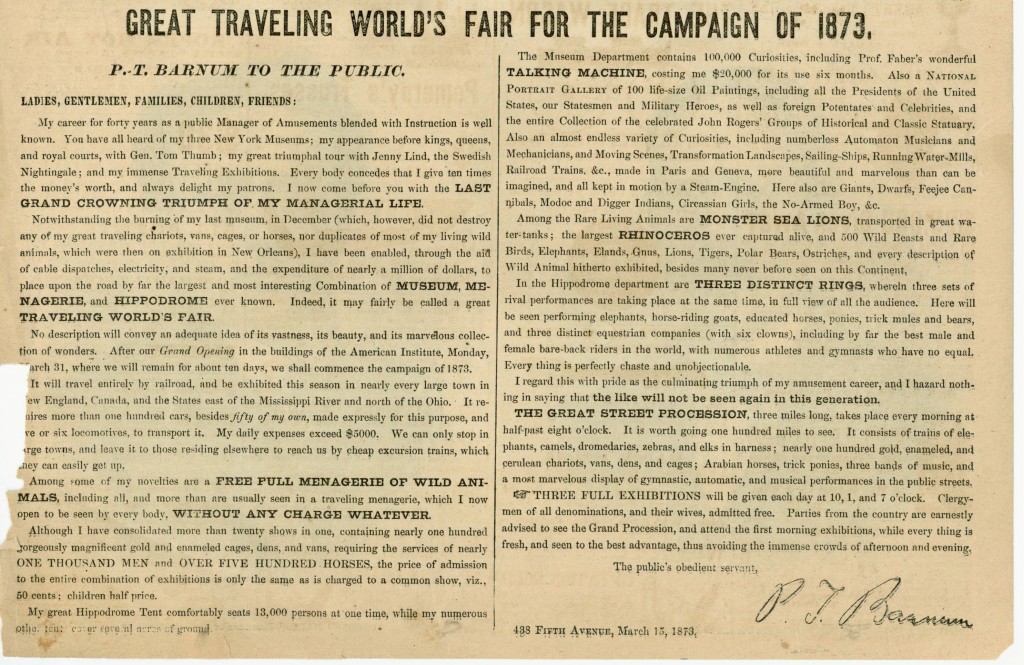 GREAT TRAVELING WORLD'S FAIR FOR THE CAMPAIGN OF 1873.
P. T. BARNUM TO THE PUBLIC.
LADIES, GENTLEMEN, FAMILIES, CHILDREN, FRIENDS:
My career for forty years as a public Manager of Amusements blended with Instruction is well
known. You have all heard of my three New York Museums; my appearance before kings, queens,
and royal courts, with Gen. Tom Thumb; my great triumphal tour with Jenny Lind, the Swedish
Nightingale; and my immense Traveling Exhibitions. Every body concedes that I give ten times
the money's worth, and always delight my patrons. I now come before you with the LAST
GRAND CROWNING TRIUMPH OF MY MANAGERIAL LIFE.
Notwithstanding the burning of my last museum, in December (which, however, did not destroy
any of my great traveling chariots, vans, cages, or horses, nor duplicates of most of my living wild
animals, which were then on exhibition in New Orleans), I have been enabled, through the aid
of cable dispatches, electricity, and steam, and the expenditure of nearly a million of dollars, to
place upon the road by far the largest and most interesting Combination of MUSEUM, ME-
NAGERIE, and HIPPODROME ever known. Indeed, it may fairly be called a great
TRAVELING WORLD'S FAIR.
No description will convey an adequate idea of its vastness, its beauty, and its marvelous collec-
tion of wonders. After our Grand Opening in the buildings of the American Institute, Monday,
arch 31, where we will remain for about ten days, we shall commence the campaign of 1873.
It will travel entirely by railroad, and be exhibited this season in nearly every large town in
ew England, Canada, and the States east of the Mississippi River and north of the Ohio. It re-
uires more than one hundred cars, besides fifty of my own, made expressly for this purpose, and
ve or six locomotives, to transport it. My daily expenses exceed $5000. We can only stop in
rge towns, and leave it to those residing elsewhere to reach us by cheap excursion trains, which
hey can easily get up.
Among some of my novelties are a FREE FULL MENAGERIE OF WILD ANI-
MALS, including all, and more than are usually seen in a traveling menagerie, which I now
open to be seen by every body, WITHOUT ANY CHARGE WHATEVER.
Although I have consolidated more than twenty shows in one, containing nearly one hundred
gorgeously magnificent gold and enameled cages, dens, and vans, requiring the services of nearly
ONE THOUSAND MEN and OVER FIVE HUNDRED HORSES, the price of admission
to the entire combination of exhibitions is only the same as is charged to a common show, viz.,
50 cents; children half price.
My great Hippodrome Tent comfortably seats 13,000 persons at one time, while my numerous
other tents cover several acres of ground.
The Museum Department contains 100,000 Curiosities, including Prof. Faber's wonderful
TALKING MACHINE, costing me $20,000 for its use six months. Also a NATIONAL
PORTRAIT GALLERY of 100 life-size Oil Paintings, including all the Presidents of the United
States, our Statesmen and Military Heroes, as well as foreign Potentates and Celebrities, and
the entire Collection of the celebrated John Rogers' Groups of Historical and Classic Statuary.
Also an almost endless variety of Curiosities, including numberless Automaton Musicians and
Mechanicians, and Moving Scenes, Transformation Landscapes, Sailing-Ships, Running Water-Mills,
Railroad Trains, &c., made in Paris and Geneva, more beautiful and marvelous than can be
imagined, and all kept in motion by a Steam-Engine. Here also are Giants, Dwarfs, Feejee Can-
nibals, Modoc and Digger Indians, Circassian Girls, the No-Armed Boy, &c.
Among the Rare Living Animals are MONSTER SEA LIONS, transported in great wa-
ter-tanks; the largest RHINOCEROS ever captured alive, and 500 Wild Beasts and Rare
Birds, Elephants, Elands, Gnus, Lions, Tigers, Polar Bears, Ostriches, and every description of
Wild Animal hitherto exhibited, besides many never before seen on this Continent,
In the Hippodrome department are THREE DISTINCT RINGS, wherein three sets of
rival performances are taking place at the same time, in full view of all the audience. Here will
be seen performing elephants, horse-riding goats, educated horses, ponies, trick mules and bears,
and three distinct equestrian companies (with six clowns), including by far the best male and
female bare-back riders in the world, with numerous athletes and gymnasts who have no equal.
Every thing is perfectly chaste and unobjectionable.
I regard this with pride as the culminating triumph of my amusement career, and I hazard noth-
ing in saying that the like will not be seen again in this generation.
THE GREAT STREET PROCESSION, three miles long, takes place every morning at
half-past eight o'clock. It is worth going one hundred miles to see. It consists of trains of ele-
phants, camels, dromedaries, zebras, and elks in harness; nearly one hundred gold, enameled, and
cerulean chariots, vans, dens, and cages; Arabian horses, trick ponies, three bands of music, and
a most marvelous display of gymnastic, automatic, and musical performances in the public streets.
☞ THREE FULL EXHIBITIONS will be given each day at 10, 1, and 7 o'clock. Clergy-
men of all denominations, and their wives, admitted free. Parties from the country are earnestly
advised to see the Grand Procession, and attend the first morning exhibitions, while every thing is
fresh, and seen to the best advantage, thus avoiding the immense crowds of afternoon and evening.
The public's obedient servant,
P. T. Barnum
438 FIFTH AVENUE, March 15, 1873.